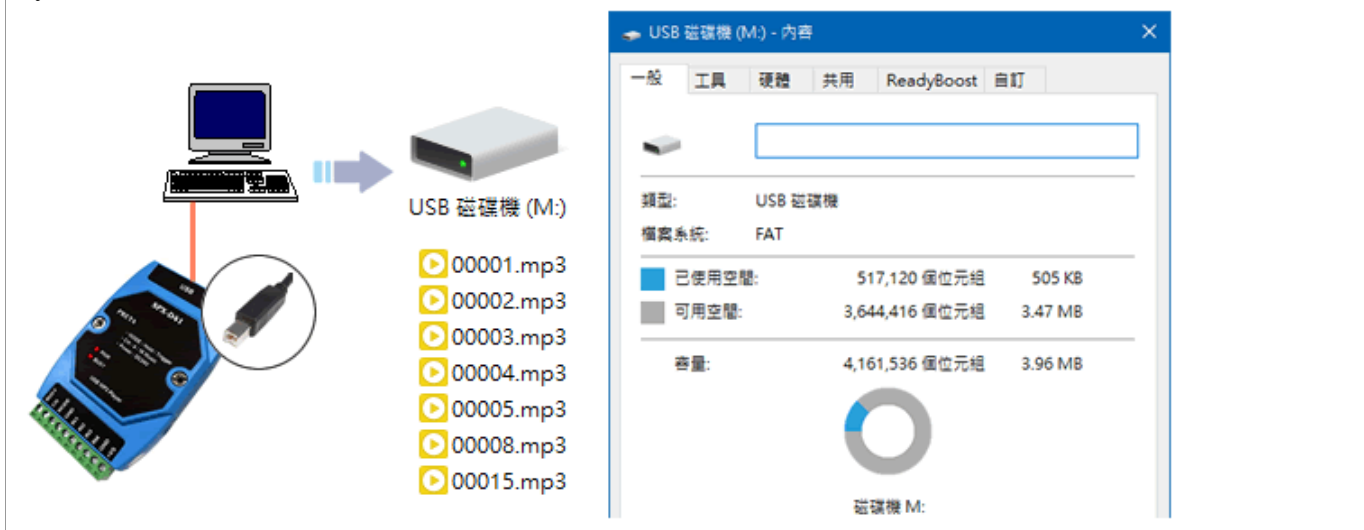 USB 磁碟機 (M:)
00001.mp3
00002.mp3
00003.mp3
00004.mp3
00005.mp3
00008.mp3
00015.mp3
USB
SPX-D41
USB 磁碟機 (M:) - 內容
一般 工具 硬體 共用 ReadyBoost 自訂
類型: USB 磁碟機
檔案系統: FAT
已使用空間: 517,120 個位元組 505 KB
可用空間: 3,644,416 個位元組 3.47 MB
容量: 4,161,536 個位元組 3.96 MB
磁碟機 M: